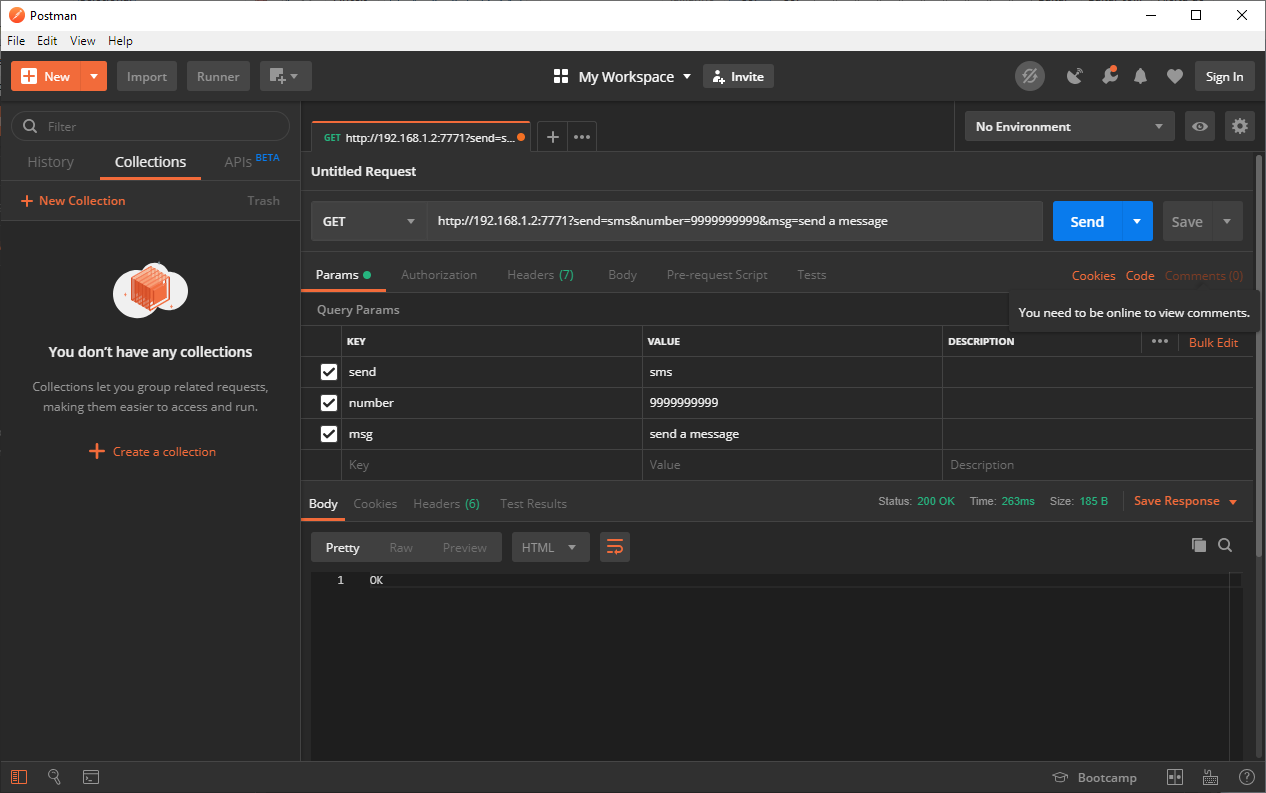 Postman
File Edit View Help
New Import Runner My Workspace Invite Sign In
Filter
History Collections APIs BETA
New Collection Trash
You don't have any collections
Collections let you group related requests,
making them easier to access and run.
Create a collection
GET http://192.168.1.2:7771?send=s... No Environment
Untitled Request
GET http://192.168.1.2:7771?send=sms&number=9999999999&msg=send a message Send Save
Params Authorization Headers (7) Body Pre-request Script Tests Cookies Code Comments (0)
Query Params You need to be online to view comments.
KEY VALUE DESCRIPTION Bulk Edit
send sms
number 9999999999
msg send a message
Key Value Description
Body Cookies Headers (6) Test Results Status: 200 OK Time: 263ms Size: 185 B Save Response
Pretty Raw Preview HTML
1 OK
Bootcamp